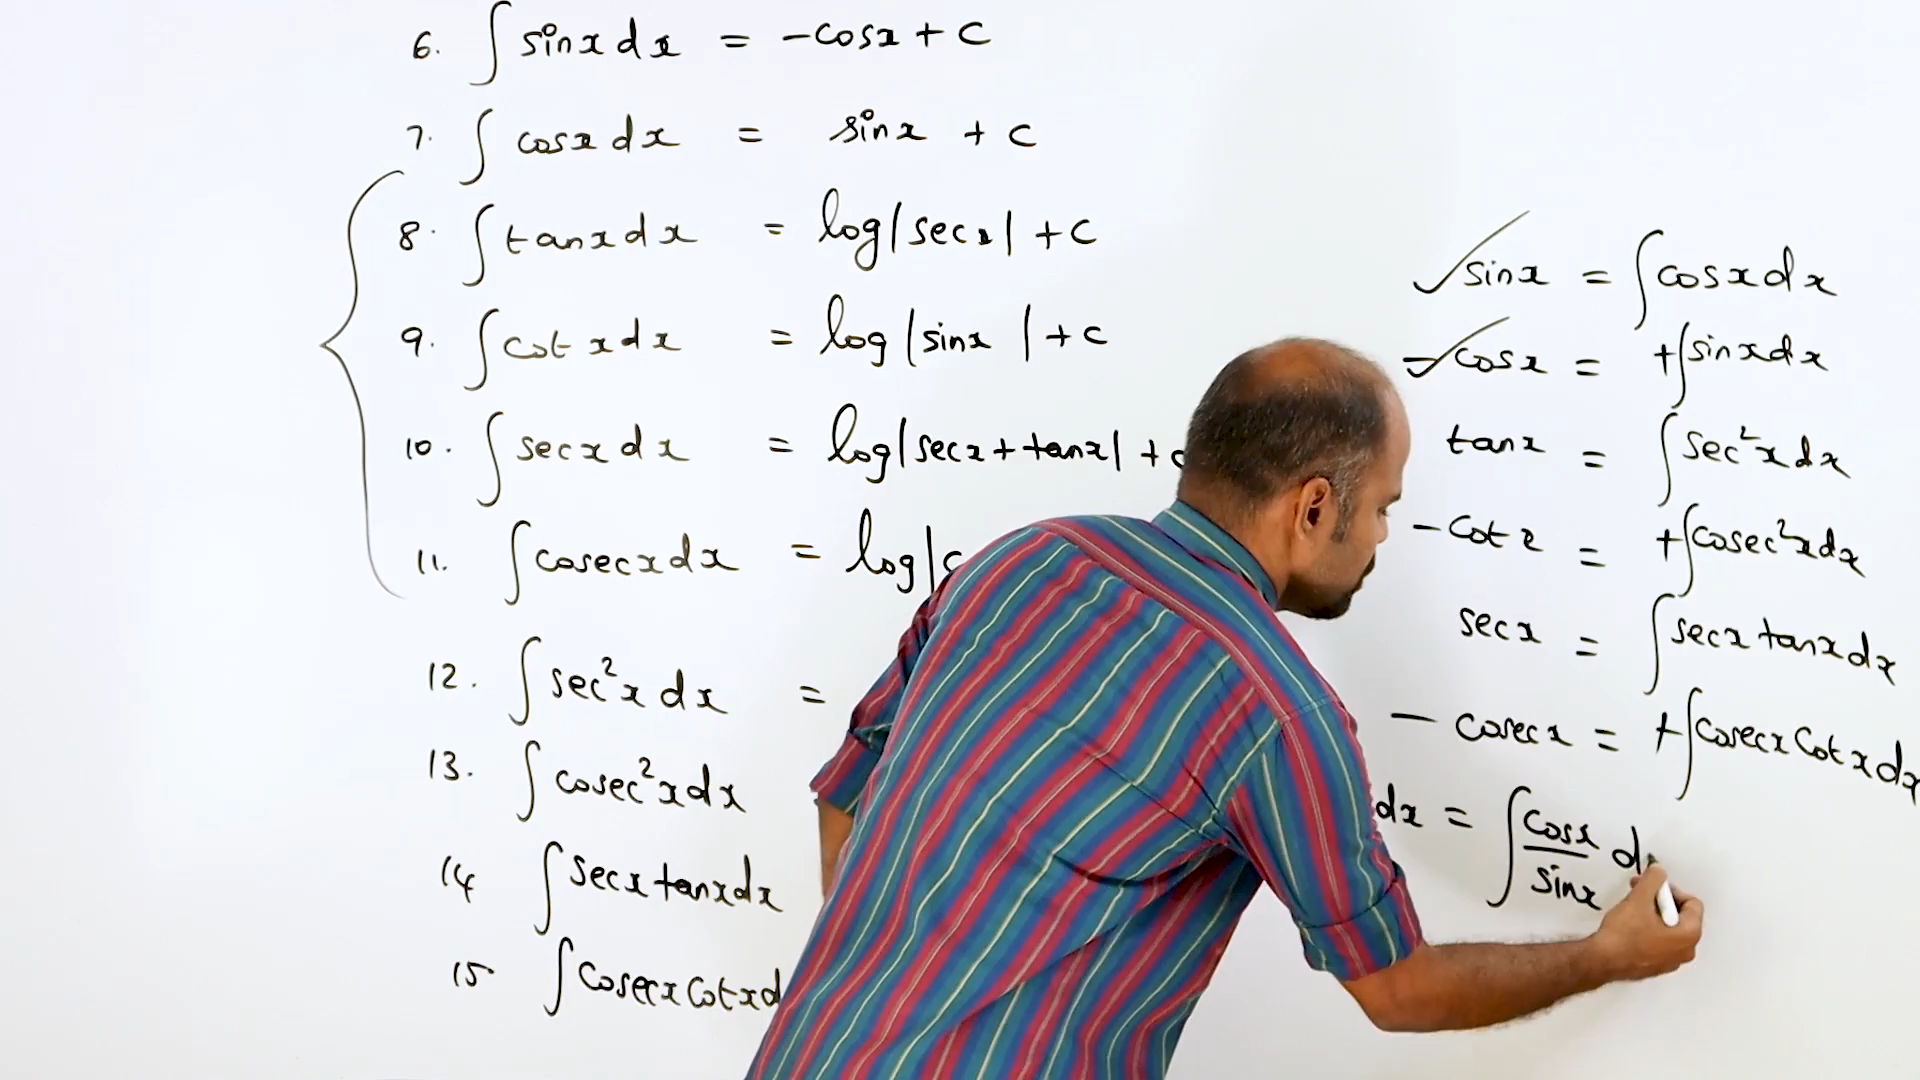 6. ∫ sinx dx = -cosx + c
7. ∫ cosx dx = sinx + c
8. ∫ tanx dx = log|secx| + c
9. ∫ cot x dx = log|sinx| + c
10. ∫ secx dx = log|secx + tanx| + c
11. ∫ cosecx dx = log|c
12. ∫ sec²x dx =
13. ∫ cosec²x dx
14 ∫ secx tanx dx
15 ∫ cosecx cotx d
sinx = ∫ cosx dx
- cosx = +∫ sinx dx
tanx = ∫ sec²x dx
- cotx = +∫ cosec²x dx
secx = ∫ secx tanx dx
- cosecx = +∫ cosecx cotx dx
dx = ∫ cosx/sinx d